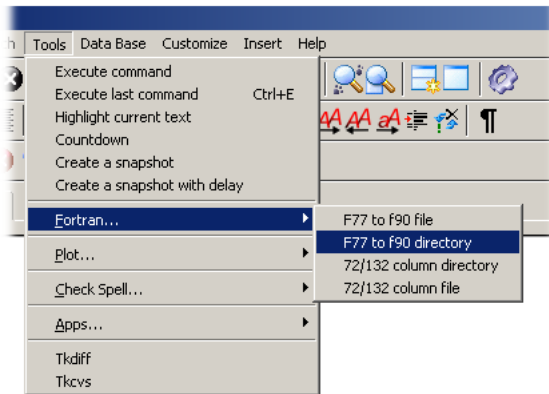 h Tools Data Base Customize Insert Help
Execute command
Execute last command Ctrl+E
Highlight current text
Countdown
Create a snapshot
Create a snapshot with delay
Fortran...
F77 to f90 file
F77 to f90 directory
72/132 column directory
72/132 column file
Plot...
Check Spell...
Apps...
Tkdiff
Tkcvs